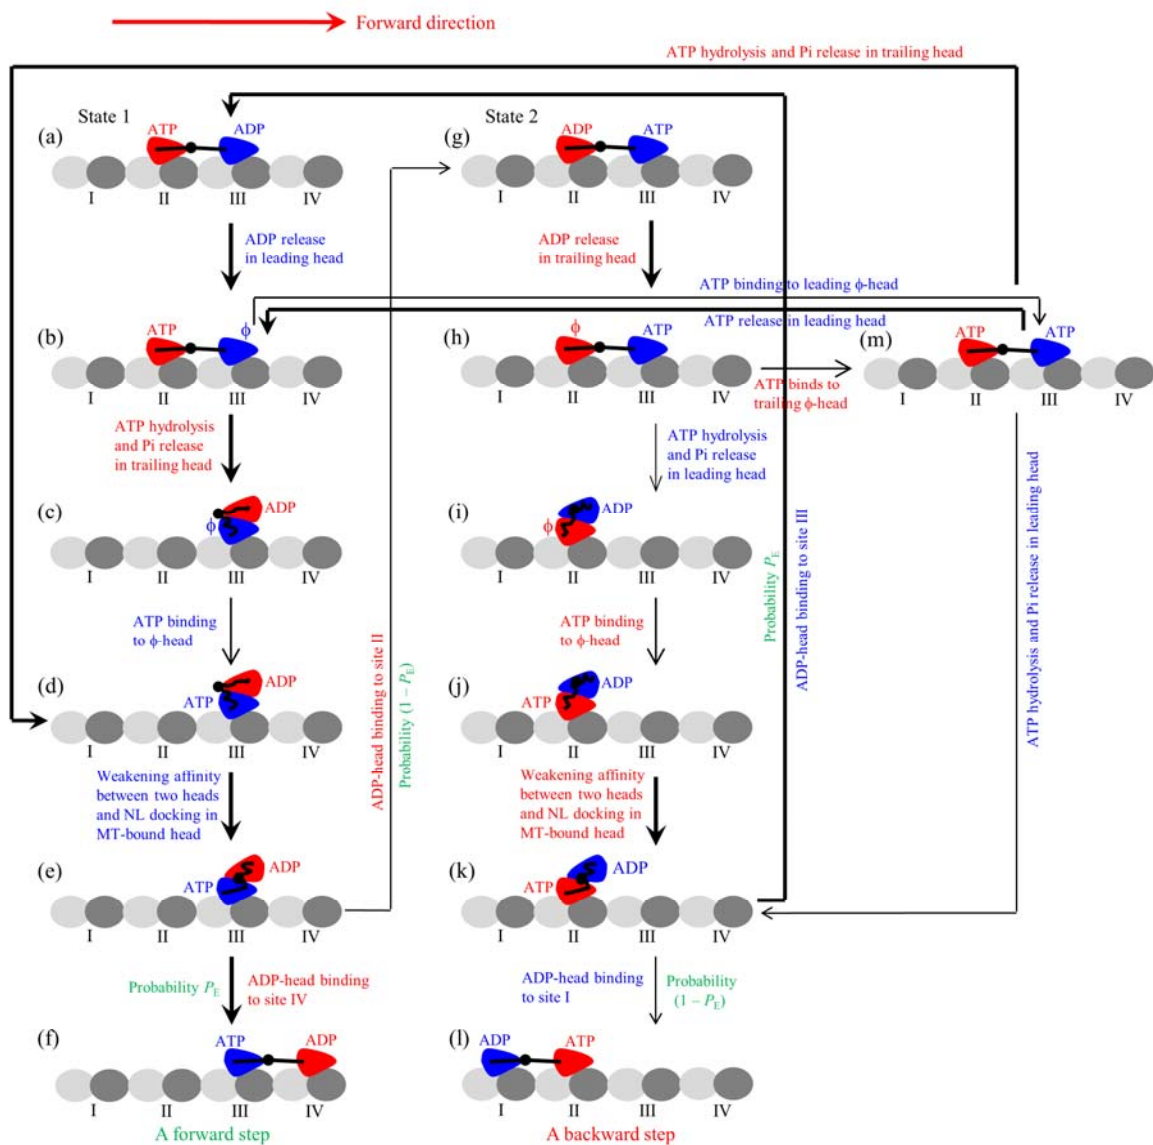 Forward direction
ATP hydrolysis and Pi release in trailing head
(a)
State 1
ATP
ADP
I
II
III
IV
(g)
State 2
ADP
ATP
I
II
III
IV
ADP release
in leading head
ADP release
in trailing head
ATP binding to leading ϕ-head
ATP release in leading head
(b)
ATP
ϕ
I
II
III
IV
(h)
ϕ
ATP
I
II
III
IV
ATP binds to
trailing ϕ-head
(m)
ATP
ATP
I
II
III
IV
ATP hydrolysis
and Pi release
in trailing head
ATP hydrolysis
and Pi release
in leading head
(c)
ADP
ϕ
I
II
III
IV
(i)
ADP
ϕ
I
II
III
IV
ATP binding
to ϕ-head
ATP binding
to ϕ-head
(d)
ADP
ATP
I
II
III
IV
(j)
ADP
ATP
I
II
III
IV
ADP-head binding to site II
Probability (1 – PE)
Probability PE
ADP-head binding to site III
ATP hydrolysis and Pi release in leading head
Weakening affinity
between two heads
and NL docking in
MT-bound head
Weakening affinity
between two heads
and NL docking in
MT-bound head
(e)
ADP
ATP
I
II
III
IV
(k)
ADP
ATP
I
II
III
IV
Probability PE
ADP-head binding
to site IV
ADP-head binding
to site I
Probability
(1 – PE)
(f)
ATP
ADP
I
II
III
IV
A forward step
(l)
ADP
ATP
I
II
III
IV
A backward step